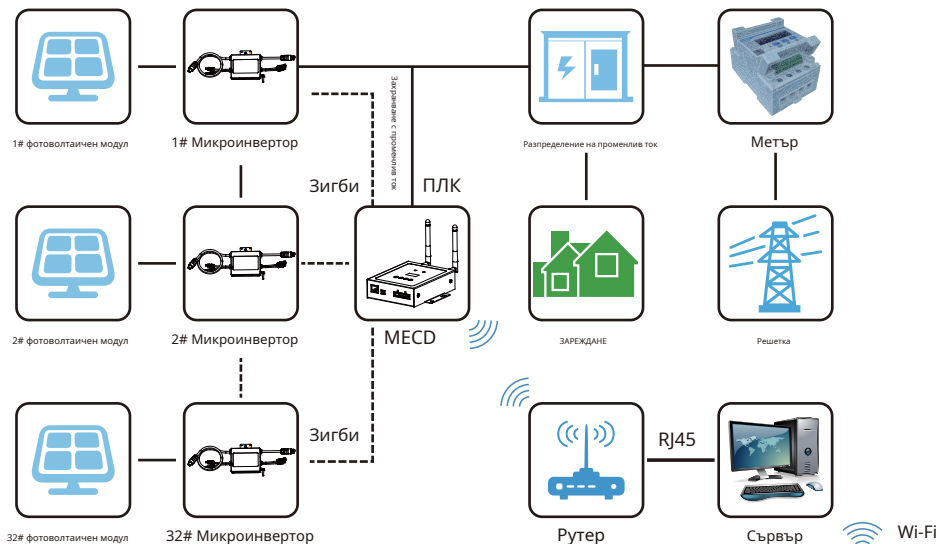 1# фотоволтаичен модул
1# Микроинвертор
Захранване с променлив ток
Разпределение на променлив ток
Метър
Зигби
ПЛК
2# фотоволтаичен модул
2# Микроинвертор
MECD
ЗАРЕЖДАНЕ
Решетка
Зигби
RJ45
32# фотоволтаичен модул
32# Микроинвертор
Рутер
Сървър
Wi-Fi